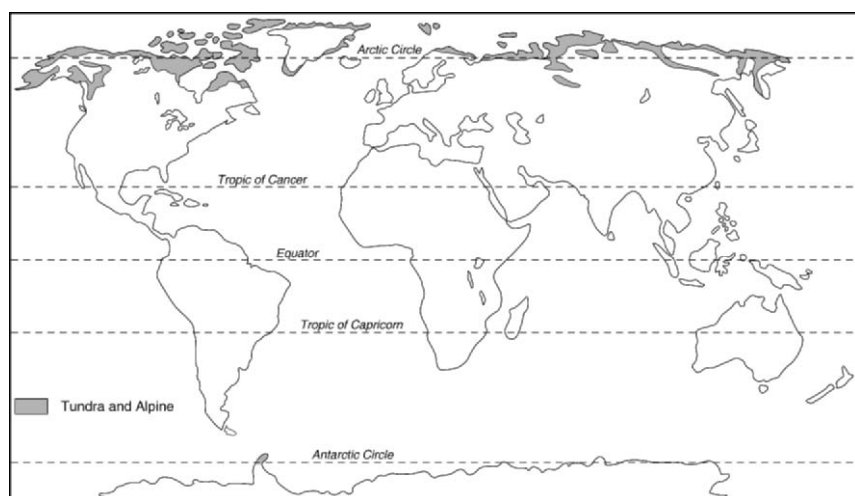 Arctic Circle
Tropic of Cancer
Equator
Tropic of Capricorn
Tundra and Alpine
Antarctic Circle